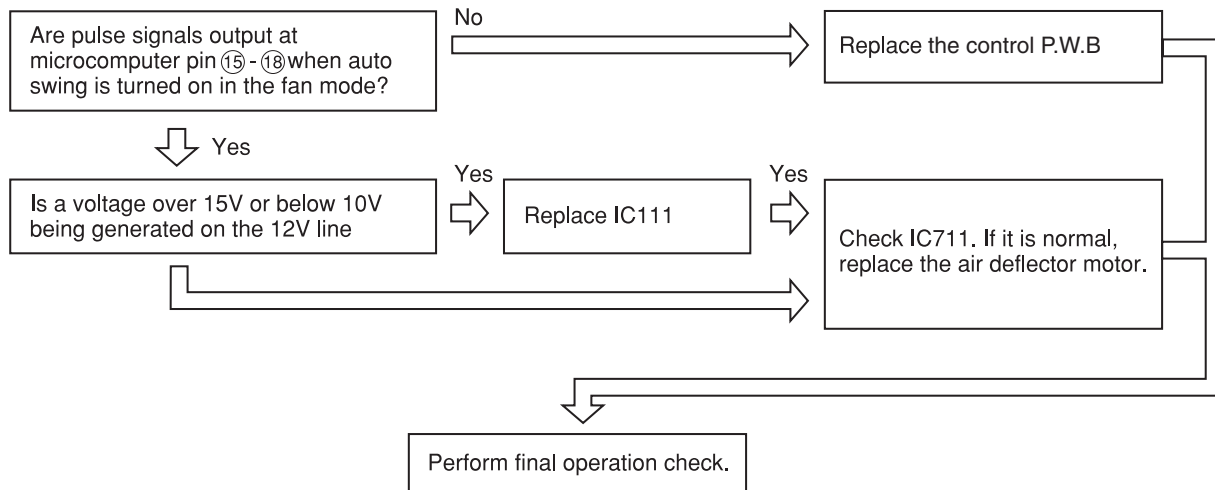 Are pulse signals output at
microcomputer pin ⑮ - ⑱ when auto
swing is turned on in the fan mode?
No
Replace the control P.W.B
Yes
Is a voltage over 15V or below 10V
being generated on the 12V line
Yes
Replace IC111
Yes
Check IC711. If it is normal,
replace the air deflector motor.
Perform final operation check.